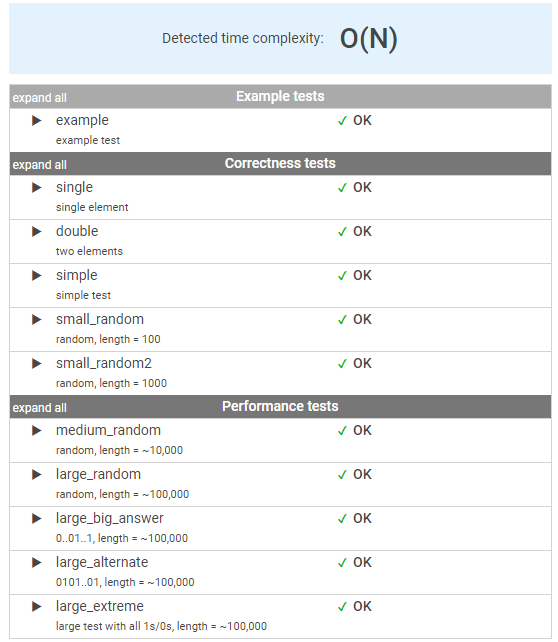 Detected time complexity: O(N)
expand all Example tests
▶ example ✓ OK
example test
expand all Correctness tests
▶ single ✓ OK
single element
▶ double ✓ OK
two elements
▶ simple ✓ OK
simple test
▶ small_random ✓ OK
random, length = 100
▶ small_random2 ✓ OK
random, length = 1000
expand all Performance tests
▶ medium_random ✓ OK
random, length = ~10,000
▶ large_random ✓ OK
random, length = ~100,000
▶ large_big_answer ✓ OK
0..01..1, length = ~100,000
▶ large_alternate ✓ OK
0101..01, length = ~100,000
▶ large_extreme ✓ OK
large test with all 1s/0s, length = ~100,000